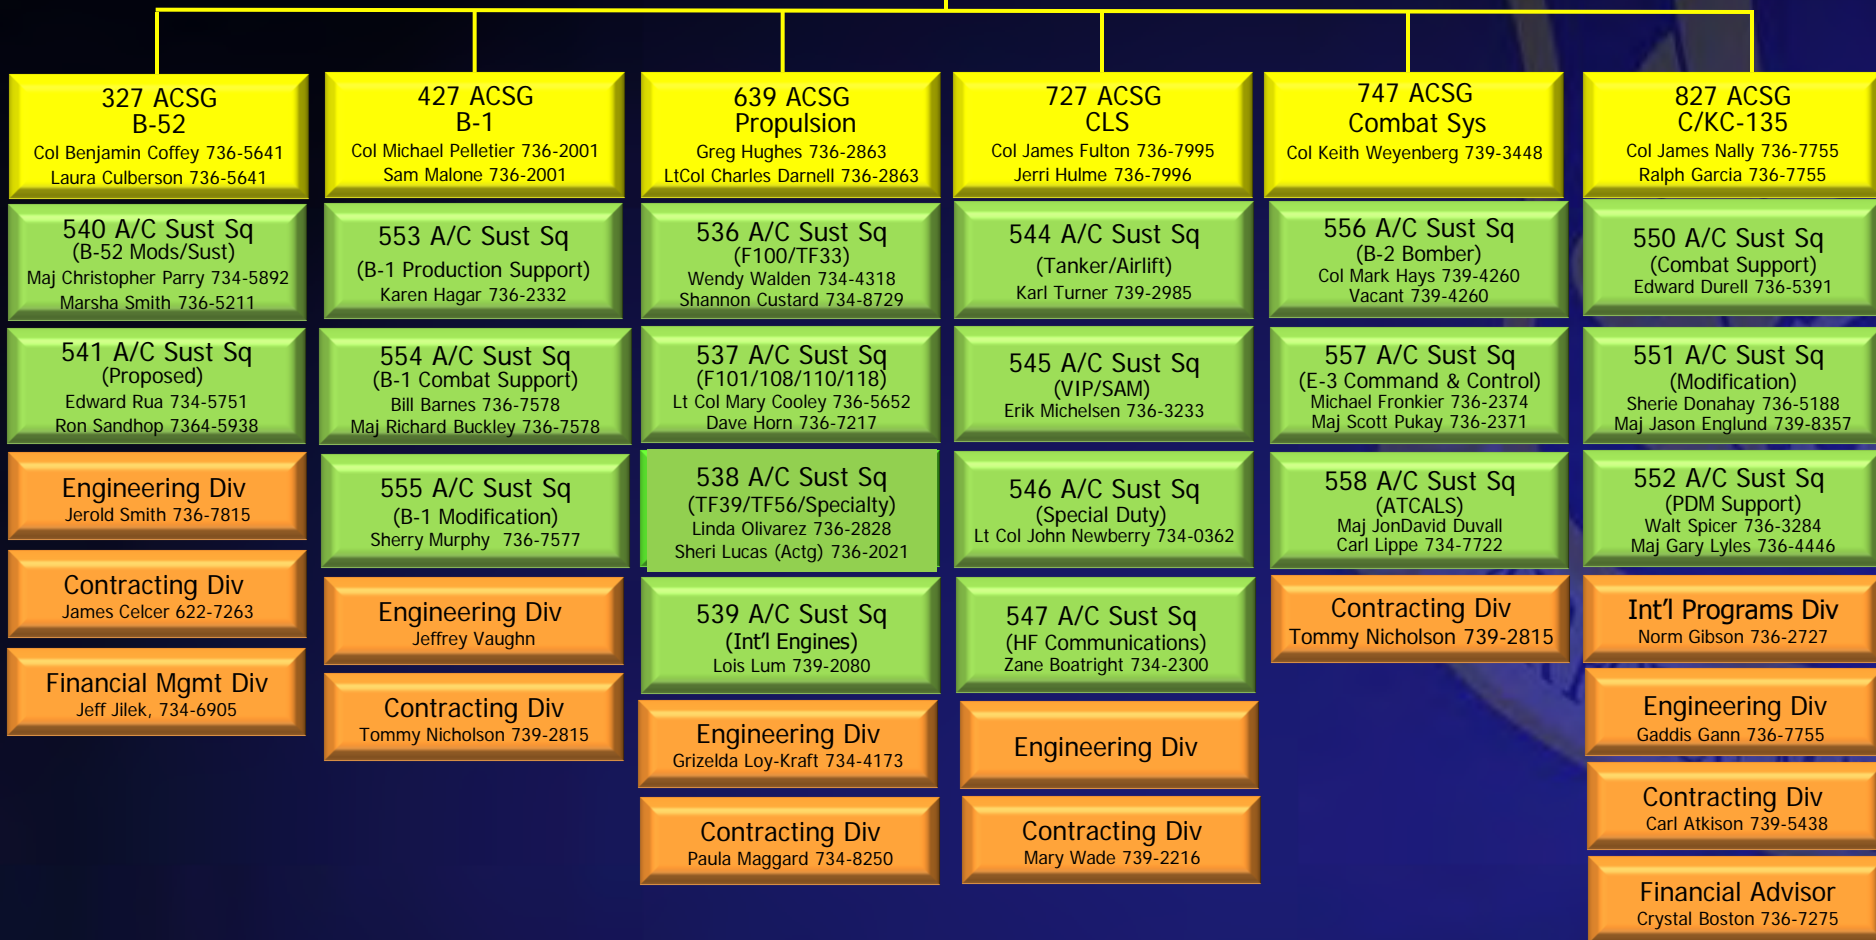 327 ACSG
B-52
Col Benjamin Coffey 736-5641
Laura Culberson 736-5641
540 A/C Sust Sq
(B-52 Mods/Sust)
Maj Christopher Parry 734-5892
Marsha Smith 736-5211
541 A/C Sust Sq
(Proposed)
Edward Rua 734-5751
Ron Sandhop 7364-5938
Engineering Div
Jerold Smith 736-7815
Contracting Div
James Celcer 622-7263
Financial Mgmt Div
Jeff Jilek, 734-6905
427 ACSG
B-1
Col Michael Pelletier 736-2001
Sam Malone 736-2001
553 A/C Sust Sq
(B-1 Production Support)
Karen Hagar 736-2332
554 A/C Sust Sq
(B-1 Combat Support)
Bill Barnes 736-7578
Maj Richard Buckley 736-7578
555 A/C Sust Sq
(B-1 Modification)
Sherry Murphy 736-7577
Engineering Div
Jeffrey Vaughn
Contracting Div
Tommy Nicholson 739-2815
639 ACSG
Propulsion
Greg Hughes 736-2863
LtCol Charles Darnell 736-2863
536 A/C Sust Sq
(F100/TF33)
Wendy Walden 734-4318
Shannon Custard 734-8729
537 A/C Sust Sq
(F101/108/110/118)
Lt Col Mary Cooley 736-5652
Dave Horn 736-7217
538 A/C Sust Sq
(TF39/TF56/Specialty)
Linda Olivarez 736-2828
Sheri Lucas (Actg) 736-2021
539 A/C Sust Sq
(Int'l Engines)
Lois Lum 739-2080
Engineering Div
Grizelda Loy-Kraft 734-4173
Contracting Div
Paula Maggard 734-8250
727 ACSG
CLS
Col James Fulton 736-7995
Jerri Hulme 736-7996
544 A/C Sust Sq
(Tanker/Airlift)
Karl Turner 739-2985
545 A/C Sust Sq
(VIP/SAM)
Erik Michelsen 736-3233
546 A/C Sust Sq
(Special Duty)
Lt Col John Newberry 734-0362
547 A/C Sust Sq
(HF Communications)
Zane Boatright 734-2300
Engineering Div
Contracting Div
Mary Wade 739-2216
747 ACSG
Combat Sys
Col Keith Weyenberg 739-3448
556 A/C Sust Sq
(B-2 Bomber)
Col Mark Hays 739-4260
Vacant 739-4260
557 A/C Sust Sq
(E-3 Command & Control)
Michael Fronkier 736-2374
Maj Scott Pukay 736-2371
558 A/C Sust Sq
(ATCALS)
Maj JonDavid Duvall
Carl Lippe 734-7722
Contracting Div
Tommy Nicholson 739-2815
827 ACSG
C/KC-135
Col James Nally 736-7755
Ralph Garcia 736-7755
550 A/C Sust Sq
(Combat Support)
Edward Durell 736-5391
551 A/C Sust Sq
(Modification)
Sherie Donahay 736-5188
Maj Jason Englund 739-8357
552 A/C Sust Sq
(PDM Support)
Walt Spicer 736-3284
Maj Gary Lyles 736-4446
Int'l Programs Div
Norm Gibson 736-2727
Engineering Div
Gaddis Gann 736-7755
Contracting Div
Carl Atkison 739-5438
Financial Advisor
Crystal Boston 736-7275